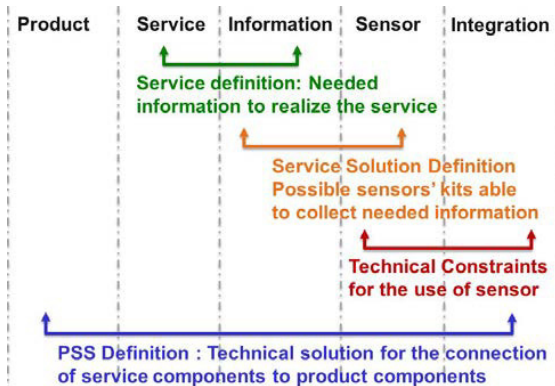 Product Service Information Sensor Integration
Service definition: Needed
information to realize the service
Service Solution Definition
Possible sensors' kits able
to collect needed information
Technical Constraints
for the use of sensor
PSS Definition : Technical solution for the connection
of service components to product components